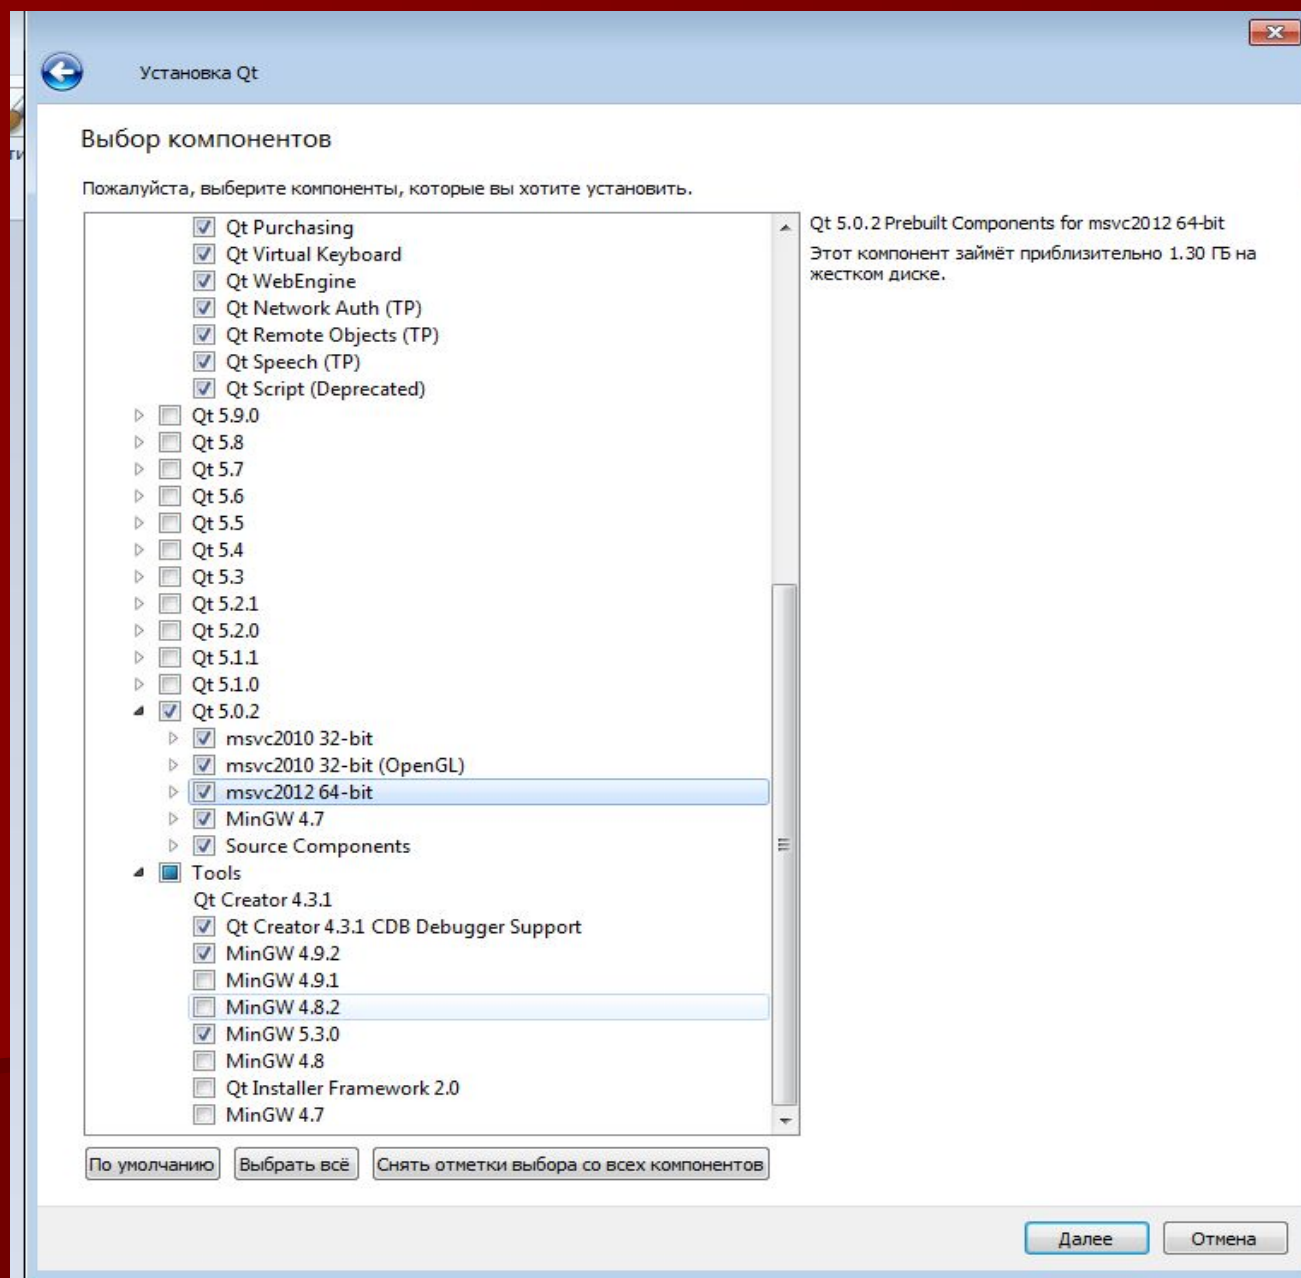 Установка Qt
Выбор компонентов
Пожалуйста, выберите компоненты, которые вы хотите установить.
Qt Purchasing
Qt Virtual Keyboard
Qt WebEngine
Qt Network Auth (TP)
Qt Remote Objects (TP)
Qt Speech (TP)
Qt Script (Deprecated)
Qt 5.9.0
Qt 5.8
Qt 5.7
Qt 5.6
Qt 5.5
Qt 5.4
Qt 5.3
Qt 5.2.1
Qt 5.2.0
Qt 5.1.1
Qt 5.1.0
Qt 5.0.2
msvc2010 32-bit
msvc2010 32-bit (OpenGL)
msvc2012 64-bit
MinGW 4.7
Source Components
Tools
Qt Creator 4.3.1
Qt Creator 4.3.1 CDB Debugger Support
MinGW 4.9.2
MinGW 4.9.1
MinGW 4.8.2
MinGW 5.3.0
MinGW 4.8
Qt Installer Framework 2.0
MinGW 4.7
Qt 5.0.2 Prebuilt Components for msvc2012 64-bit
Этот компонент займёт приблизительно 1.30 ГБ на
жестком диске.
По умолчанию
Выбрать всё
Снять отметки выбора со всех компонентов
Далее
Отмена